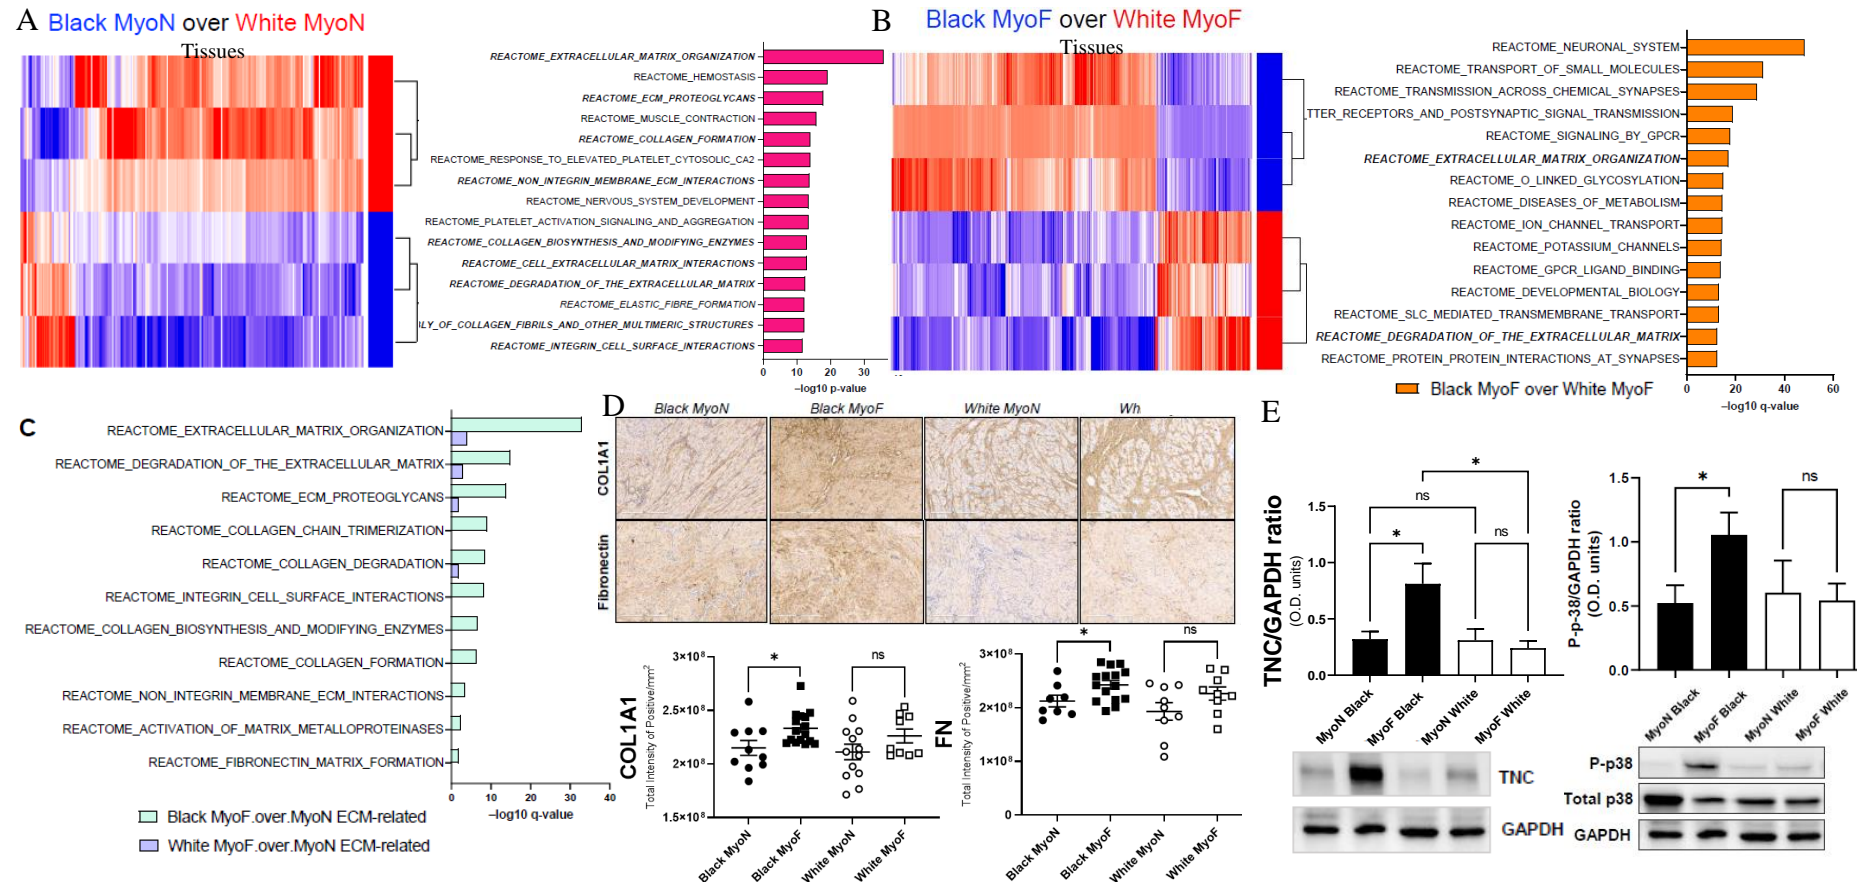 A
Black MyoN over White MyoN
Tissues
REACTOME_EXTRACELLULAR_MATRIX_ORGANIZATION
REACTOME_HEMOSTASIS
REACTOME_ECM_PROTEOGLYCANS
REACTOME_MUSCLE_CONTRACTION
REACTOME_COLLAGEN_FORMATION
REACTOME_RESPONSE_TO_ELEVATED_PLATELET_CYTOSOLIC_CA2
REACTOME_NON_INTEGRIN_MEMBRANE_ECM_INTERACTIONS
REACTOME_NERVOUS_SYSTEM_DEVELOPMENT
REACTOME_PLATELET_ACTIVATION_SIGNALING_AND_AGGREGATION
REACTOME_COLLAGEN_BIOSYNTHESIS_AND_MODIFYING_ENZYMES
REACTOME_CELL_EXTRACELLULAR_MATRIX_INTERACTIONS
REACTOME_DEGRADATION_OF_THE_EXTRACELLULAR_MATRIX
REACTOME_ELASTIC_FIBRE_FORMATION
LY_OF_COLLAGEN_FIBRILS_AND_OTHER_MULTIMERIC_STRUCTURES
REACTOME_INTEGRIN_CELL_SURFACE_INTERACTIONS
0 10 20 30
–log10 p-value
B
Black MyoF over White MyoF
Tissues
REACTOME_NEURONAL_SYSTEM
REACTOME_TRANSPORT_OF_SMALL_MOLECULES
REACTOME_TRANSMISSION_ACROSS_CHEMICAL_SYNAPSES
TTER_RECEPTORS_AND_POSTSYNAPTIC_SIGNAL_TRANSMISSION
REACTOME_SIGNALING_BY_GPCR
REACTOME_EXTRACELLULAR_MATRIX_ORGANIZATION
REACTOME_O_LINKED_GLYCOSYLATION
REACTOME_DISEASES_OF_METABOLISM
REACTOME_ION_CHANNEL_TRANSPORT
REACTOME_POTASSIUM_CHANNELS
REACTOME_GPCR_LIGAND_BINDING
REACTOME_DEVELOPMENTAL_BIOLOGY
REACTOME_SLC_MEDIATED_TRANSMEMBRANE_TRANSPORT
REACTOME_DEGRADATION_OF_THE_EXTRACELLULAR_MATRIX
REACTOME_PROTEIN_PROTEIN_INTERACTIONS_AT_SYNAPSES
0 20 40 60
–log10 q-value
Black MyoF over White MyoF
C
REACTOME_EXTRACELLULAR_MATRIX_ORGANIZATION
REACTOME_DEGRADATION_OF_THE_EXTRACELLULAR_MATRIX
REACTOME_ECM_PROTEOGLYCANS
REACTOME_COLLAGEN_CHAIN_TRIMERIZATION
REACTOME_COLLAGEN_DEGRADATION
REACTOME_INTEGRIN_CELL_SURFACE_INTERACTIONS
REACTOME_COLLAGEN_BIOSYNTHESIS_AND_MODIFYING_ENZYMES
REACTOME_COLLAGEN_FORMATION
REACTOME_NON_INTEGRIN_MEMBRANE_ECM_INTERACTIONS
REACTOME_ACTIVATION_OF_MATRIX_METALLOPROTEINASES
REACTOME_FIBRONECTIN_MATRIX_FORMATION
0 10 20 30 40
–log10 q-value
Black MyoF.over.MyoN ECM-related
White MyoF.over.MyoN ECM-related
D
Black MyoN Black MyoF White MyoN Wh
COL1A1
Fibronectin
COL1A1
Total Intensity of Positive/mm²
3×10⁸
2.5×10⁸
2×10⁸
1.5×10⁸
* ns
Black MyoN Black MyoF White MyoN White MyoF
FN
Total Intensity of Positive/mm²
3×10⁸
2×10⁸
1×10⁸
0
* ns
Black MyoN Black MyoF White MyoN White MyoF
E
TNC/GAPDH ratio
(O.D. units)
1.5
1.0
0.5
0.0
*
ns
* ns
MyoN Black MyoF Black MyoN White MyoF White
TNC
GAPDH
P-p-38/GAPDH ratio
(O.D. units)
1.5
1.0
0.5
0.0
* ns
MyoN Black MyoF Black MyoN White MyoF White
P-p38
Total p38
GAPDH